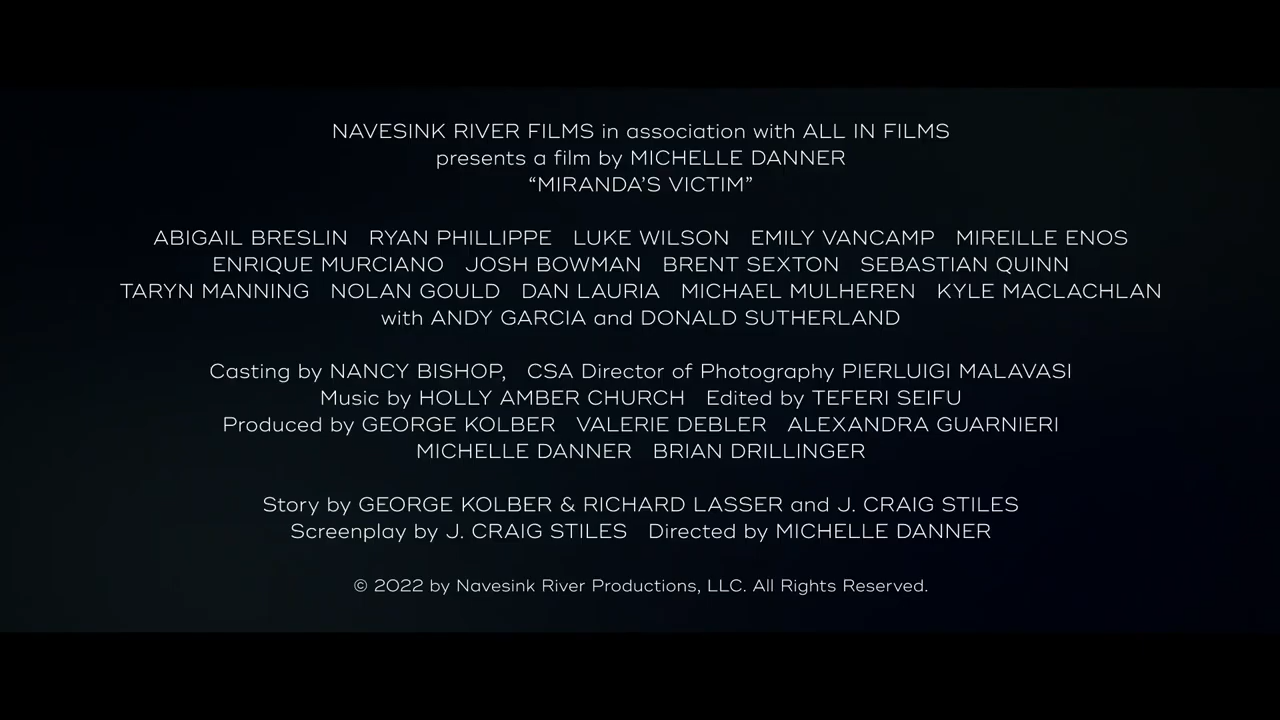 NAVESINK RIVER FILMS in association with ALL IN FILMS
presents a film by MICHELLE DANNER
“MIRANDA’S VICTIM”
ABIGAIL BRESLIN RYAN PHILLIPPE LUKE WILSON EMILY VANCAMP MIREILLE ENOS
ENRIQUE MURCIANO JOSH BOWMAN BRENT SEXTON SEBASTIAN QUINN
TARYN MANNING NOLAN GOULD DAN LAURIA MICHAEL MULHEREN KYLE MACLACHLAN
with ANDY GARCIA and DONALD SUTHERLAND
Casting by NANCY BISHOP, CSA Director of Photography PIERLUIGI MALAVASI
Music by HOLLY AMBER CHURCH Edited by TEFERI SEIFU
Produced by GEORGE KOLBER VALERIE DEBLER ALEXANDRA GUARNIERI
MICHELLE DANNER BRIAN DRILLINGER
Story by GEORGE KOLBER & RICHARD LASSER and J. CRAIG STILES
Screenplay by J. CRAIG STILES Directed by MICHELLE DANNER
© 2022 by Navesink River Productions, LLC. All Rights Reserved.